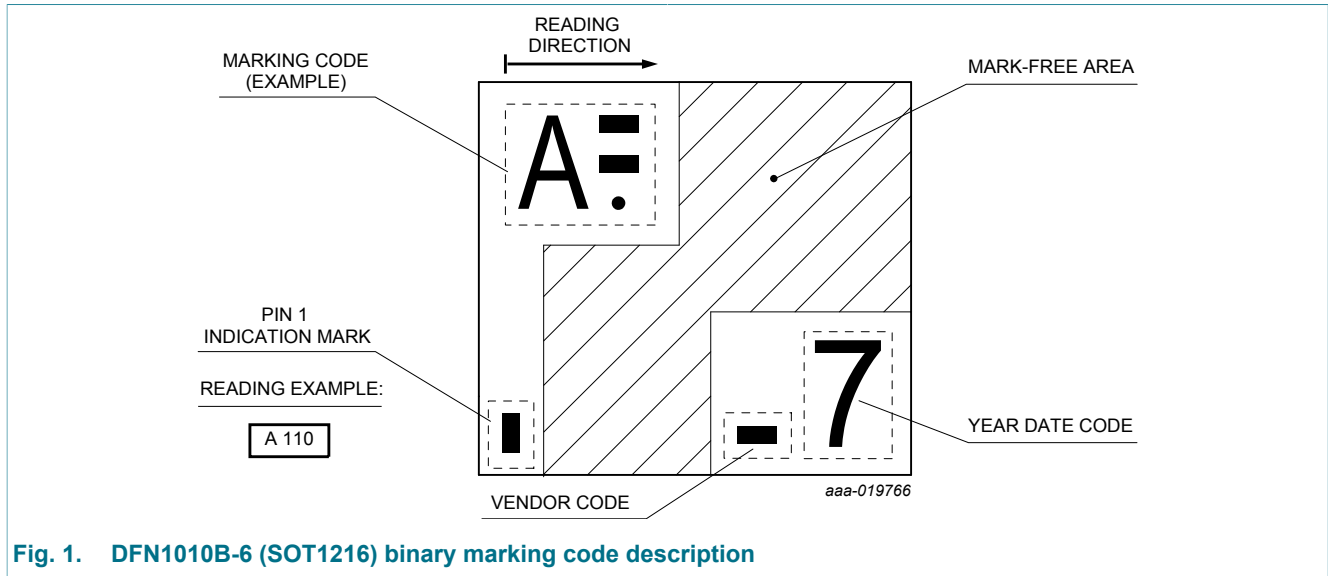 READING
DIRECTION
MARKING CODE
(EXAMPLE)
MARK-FREE AREA
A
PIN 1
INDICATION MARK
READING EXAMPLE:
A 110
7
YEAR DATE CODE
VENDOR CODE
aaa-019766
Fig. 1. DFN1010B-6 (SOT1216) binary marking code description